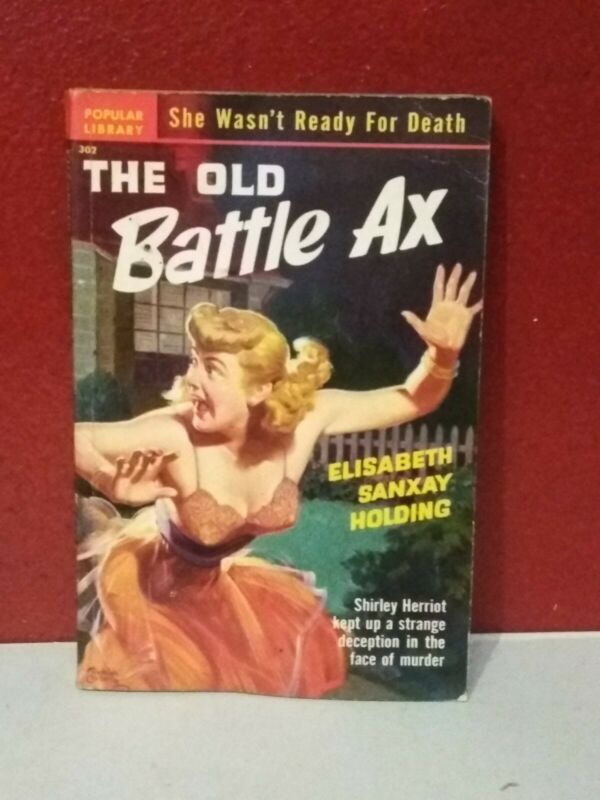 POPULAR
LIBRARY
She Wasn't Ready For Death
302
THE OLD
Battle Ax
ELISABETH
SANXAY
HOLDING
Shirley Herriot
kept up a strange
deception in the
face of murder